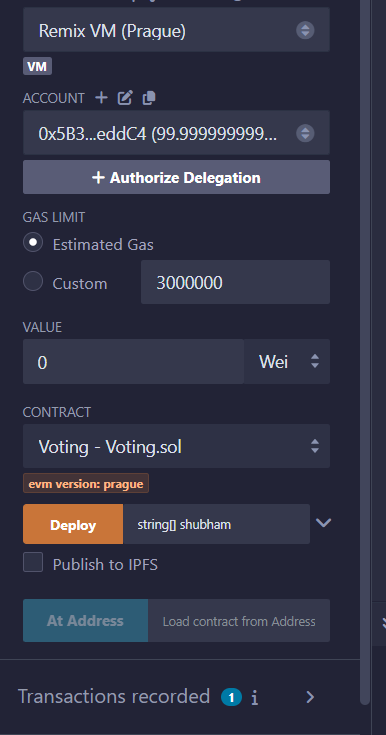 Remix VM (Prague)
VM
ACCOUNT
0x5B3...eddC4 (99.999999999...
+ Authorize Delegation
GAS LIMIT
Estimated Gas
Custom 3000000
VALUE
0 Wei
CONTRACT
Voting - Voting.sol
evm version: prague
Deploy string[] shubham
Publish to IPFS
At Address Load contract from Address
Transactions recorded 1 i